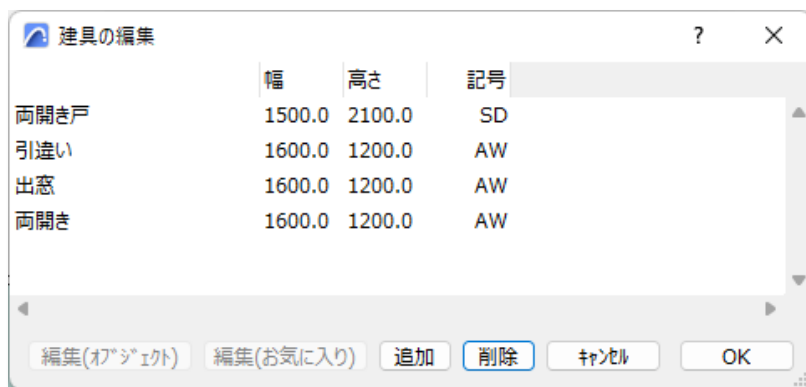 建具の編集 ?
幅 高さ 記号
両開き戸 1500.0 2100.0 SD
引違い 1600.0 1200.0 AW
出窓 1600.0 1200.0 AW
両開き 1600.0 1200.0 AW
編集(ｵﾌﾞｼﾞｪｸﾄ) 編集(お気に入り) 追加 削除 ｷｬﾝｾﾙ OK